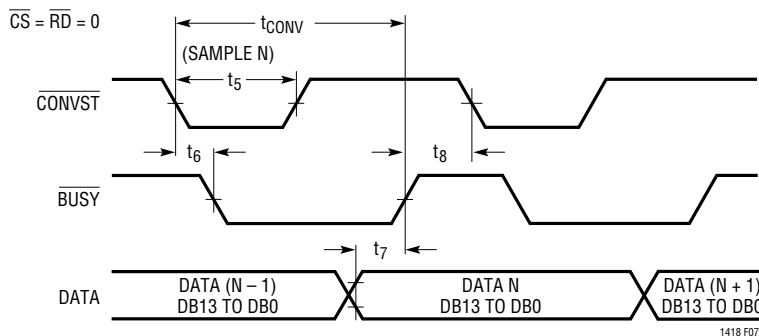 CS = RD = 0
tCONV
(SAMPLE N)
t5
CONVST
t6
t8
BUSY
t7
DATA
DATA (N – 1)
DB13 TO DB0
DATA N
DB13 TO DB0
DATA (N + 1)
DB13 TO DB0
1418 F07